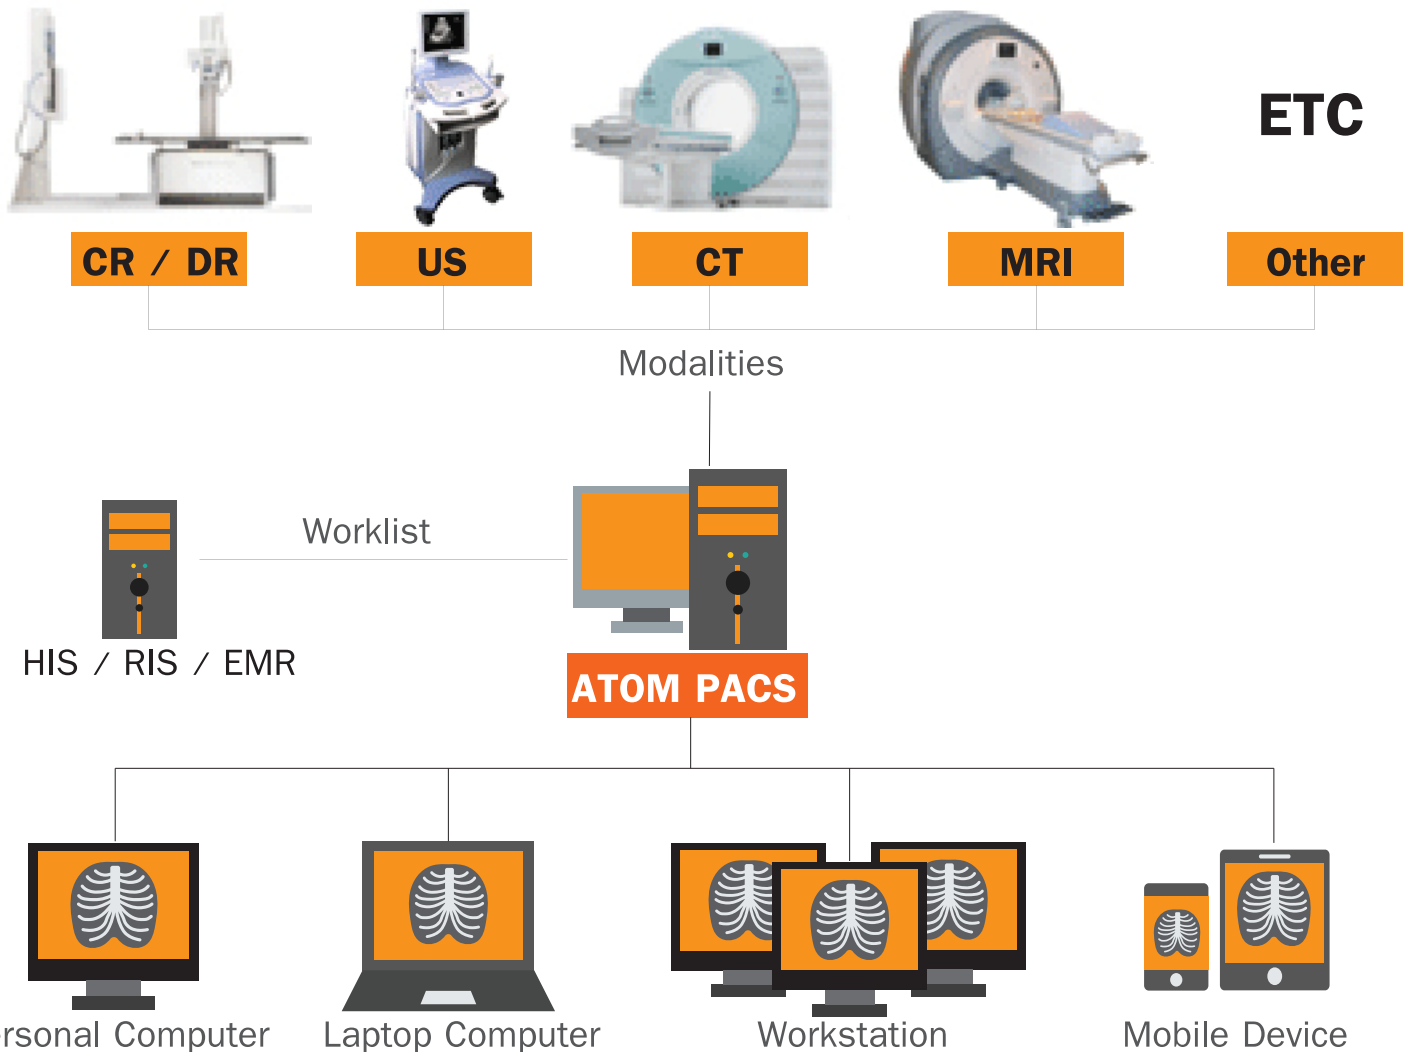 ETC
CR / DR
US
CT
MRI
Other
Modalities
Worklist
HIS / RIS / EMR
ATOM PACS
ersonal Computer
Laptop Computer
Workstation
Mobile Device